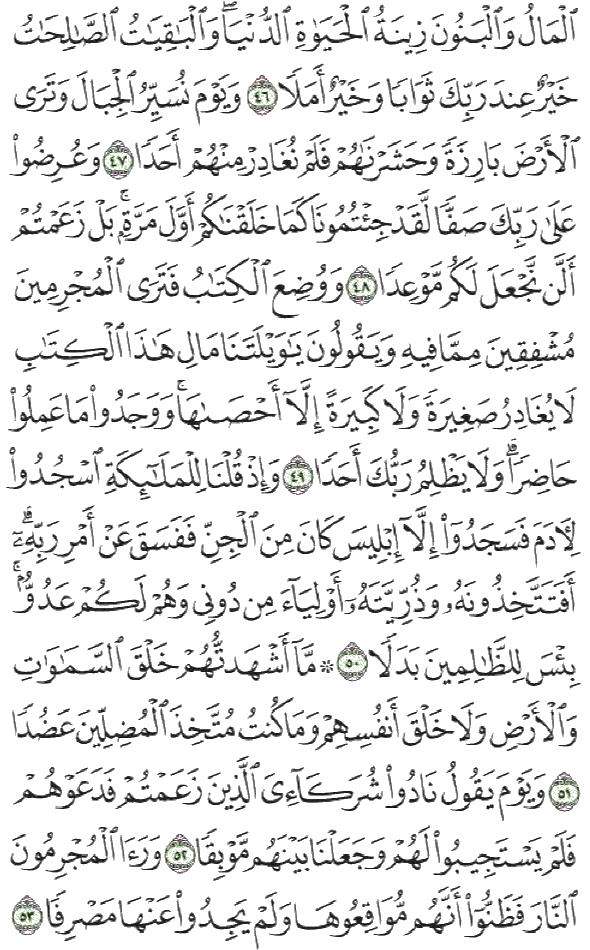 ٱلۡمَالُ وَٱلۡبَنُونَ زِينَةُ ٱلۡحَيَوٰةِ ٱلدُّنۡيَاۖ وَٱلۡبَٰقِيَٰتُ ٱلصَّٰلِحَٰتُ
خَيۡرٌ عِندَ رَبِّكَ ثَوَابٗا وَخَيۡرٌ أَمَلٗا ٤٦ وَيَوۡمَ نُسَيِّرُ ٱلۡجِبَالَ وَتَرَى
ٱلۡأَرۡضَ بَارِزَةٗ وَحَشَرۡنَٰهُمۡ فَلَمۡ نُغَادِرۡ مِنۡهُمۡ أَحَدٗا ٤٧ وَعُرِضُواْ
عَلَىٰ رَبِّكَ صَفّٗا لَّقَدۡ جِئۡتُمُونَا كَمَا خَلَقۡنَٰكُمۡ أَوَّلَ مَرَّةِۭۚ بَلۡ زَعَمۡتُمۡ
أَلَّن نَّجۡعَلَ لَكُم مَّوۡعِدٗا ٤٨ وَوُضِعَ ٱلۡكِتَٰبُ فَتَرَى ٱلۡمُجۡرِمِينَ
مُشۡفِقِينَ مِمَّا فِيهِ وَيَقُولُونَ يَٰوَيۡلَتَنَا مَالِ هَٰذَا ٱلۡكِتَٰبِ
لَا يُغَادِرُ صَغِيرَةٗ وَلَا كَبِيرَةً إِلَّآ أَحۡصَىٰهَاۚ وَوَجَدُواْ مَا عَمِلُواْ
حَاضِرٗاۗ وَلَا يَظۡلِمُ رَبُّكَ أَحَدٗا ٤٩ وَإِذۡ قُلۡنَا لِلۡمَلَٰٓئِكَةِ ٱسۡجُدُواْ
لِأٓدَمَ فَسَجَدُوٓاْ إِلَّآ إِبۡلِيسَ كَانَ مِنَ ٱلۡجِنِّ فَفَسَقَ عَنۡ أَمۡرِ رَبِّهِۦٓۗ
أَفَتَتَّخِذُونَهُۥ وَذُرِّيَّتَهُۥٓ أَوۡلِيَآءَ مِن دُونِي وَهُمۡ لَكُمۡ عَدُوُّۢۚ
بِئۡسَ لِلظَّٰلِمِينَ بَدَلٗا ٥٠ ۞ مَّآ أَشۡهَدتُّهُمۡ خَلۡقَ ٱلسَّمَٰوَٰتِ
وَٱلۡأَرۡضِ وَلَا خَلۡقَ أَنفُسِهِمۡ وَمَا كُنتُ مُتَّخِذَ ٱلۡمُضِلِّينَ عَضُدٗا
٥١ وَيَوۡمَ يَقُولُ نَادُواْ شُرَكَآءِيَ ٱلَّذِينَ زَعَمۡتُمۡ فَدَعَوۡهُمۡ
فَلَمۡ يَسۡتَجِيبُواْ لَهُمۡ وَجَعَلۡنَا بَيۡنَهُم مَّوۡبِقٗا ٥٢ وَرَءَا ٱلۡمُجۡرِمُونَ
ٱلنَّارَ فَظَنُّوٓاْ أَنَّهُم مُّوَاقِعُوهَا وَلَمۡ يَجِدُواْ عَنۡهَا مَصۡرِفٗا ٥٣